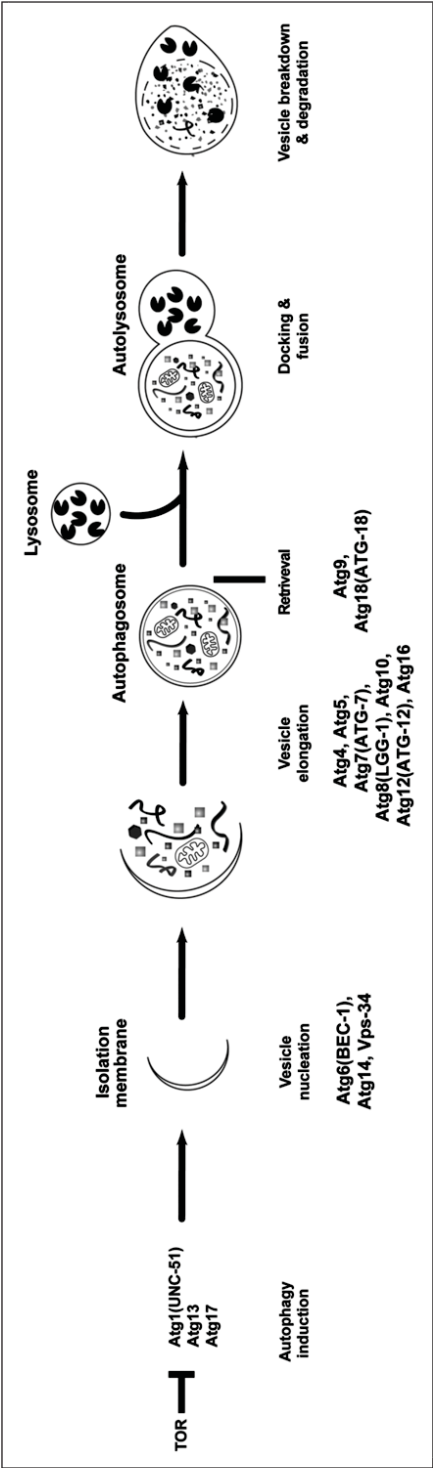 TOR
Atg1(UNC-51)
Atg13
Atg17
Autophagy
induction
Isolation
membrane
Vesicle
nucleation
Atg6(BEC-1),
Atg14, Vps-34
Vesicle
elongation
Atg4, Atg5,
Atg7(ATG-7),
Atg8(LGG-1), Atg10,
Atg12(ATG-12), Atg16
Autophagosome
Retriveval
Atg9,
Atg18(ATG-18)
Lysosome
Autolysosome
Docking &
fusion
Vesicle breakdown
& degradation